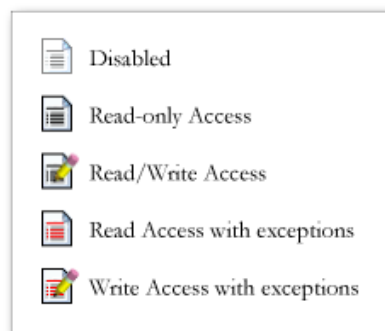 Disabled
Read-only Access
Read/Write Access
Read Access with exceptions
Write Access with exceptions